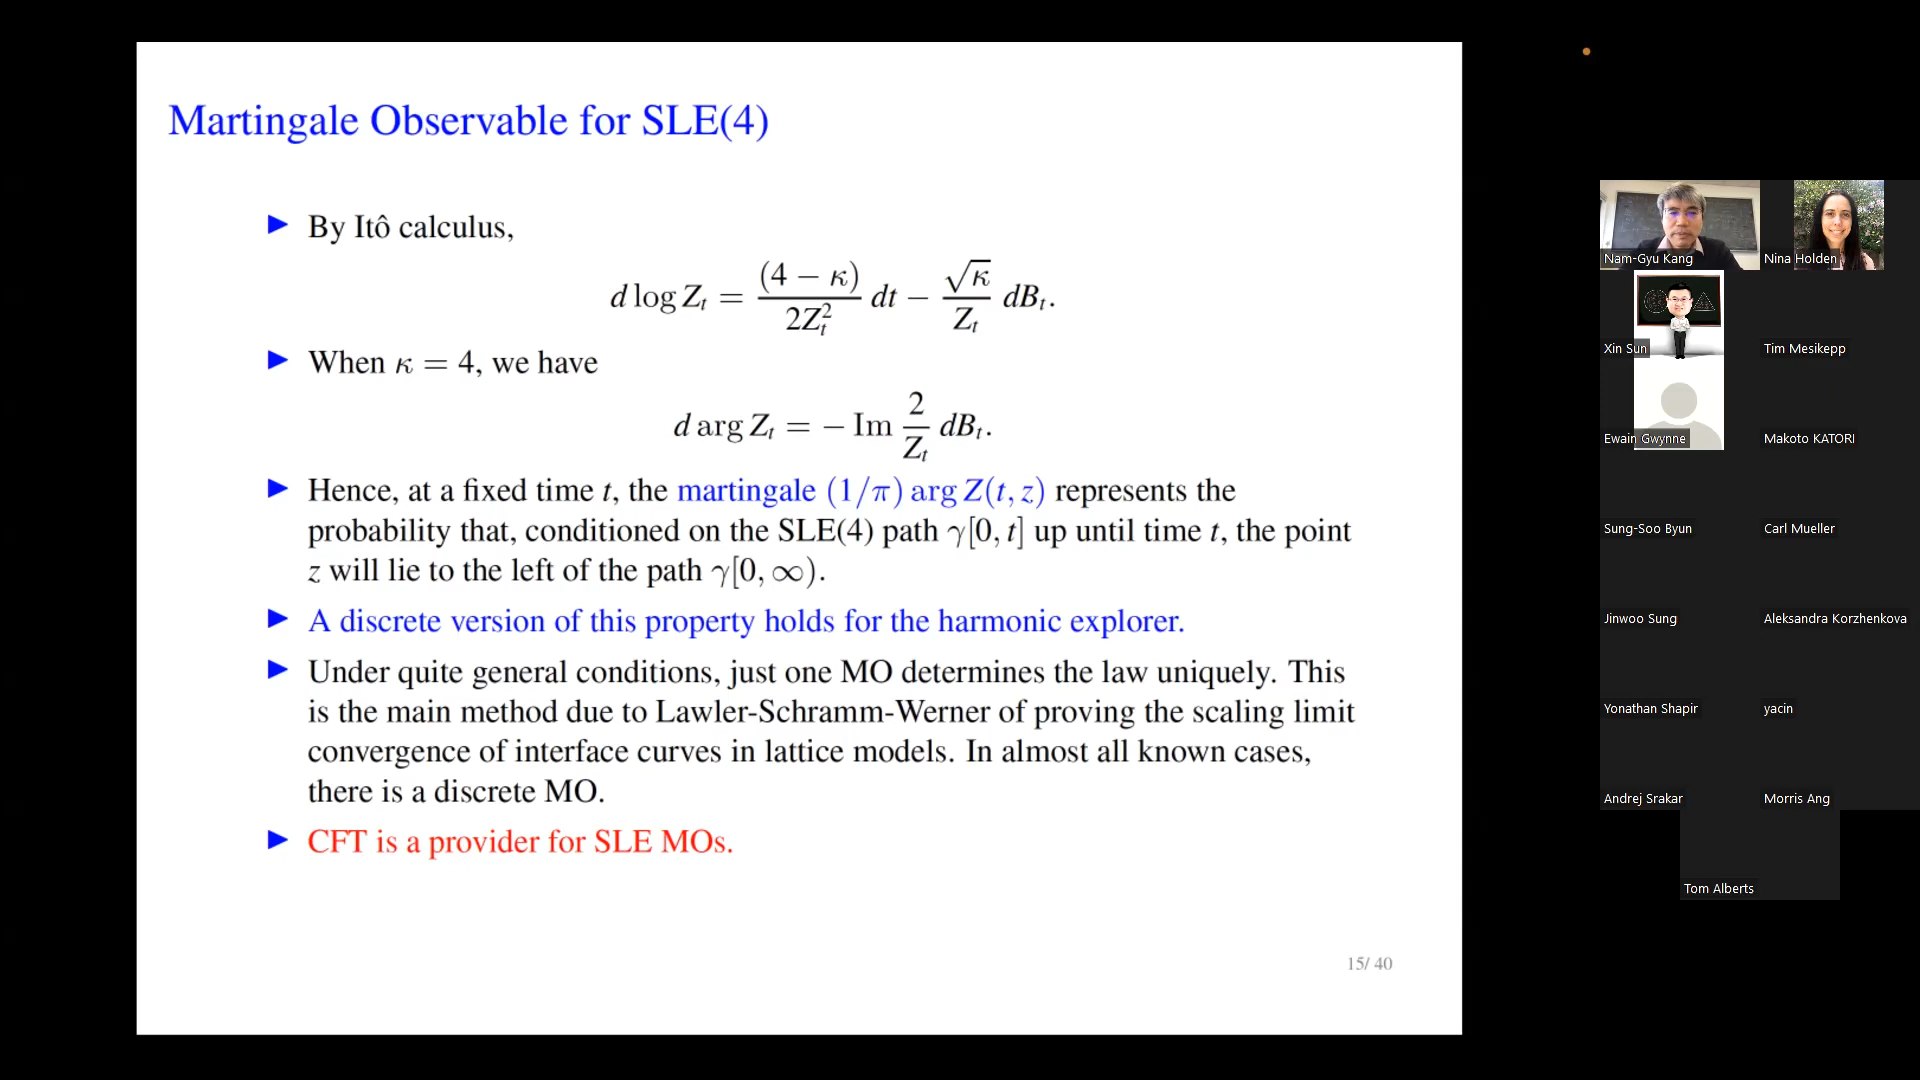 Martingale Observable for SLE(4)
▶ By Itô calculus,
d log Z_t = (4 − κ)/(2Z_t^2) dt − √κ/Z_t dB_t.
▶ When κ = 4, we have
d arg Z_t = − Im 2/Z_t dB_t.
▶ Hence, at a fixed time t, the martingale (1/π) arg Z(t, z) represents the
probability that, conditioned on the SLE(4) path γ[0, t] up until time t, the point
z will lie to the left of the path γ[0, ∞).
▶ A discrete version of this property holds for the harmonic explorer.
▶ Under quite general conditions, just one MO determines the law uniquely. This
is the main method due to Lawler-Schramm-Werner of proving the scaling limit
convergence of interface curves in lattice models. In almost all known cases,
there is a discrete MO.
▶ CFT is a provider for SLE MOs.
15/ 40
Nam-Gyu Kang
Nina Holden
Xin Sun
Tim Mesikepp
Ewain Gwynne
Makoto KATORI
Sung-Soo Byun
Carl Mueller
Jinwoo Sung
Aleksandra Korzhenkova
Yonathan Shapir
yacin
Andrej Srakar
Morris Ang
Tom Alberts